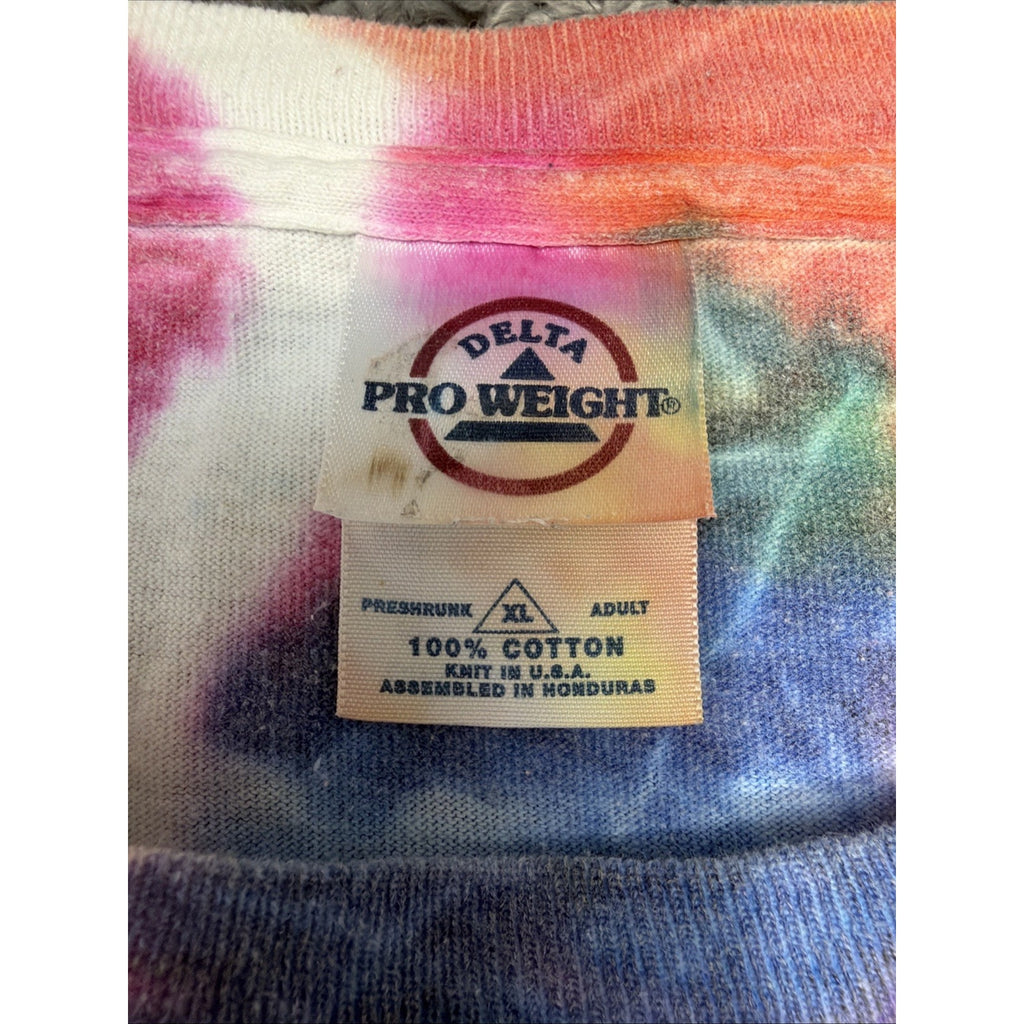 DELTA
PRO WEIGHT®
PRESHRUNK XL ADULT
100% COTTON
KNIT IN U.S.A.
ASSEMBLED IN HONDURAS